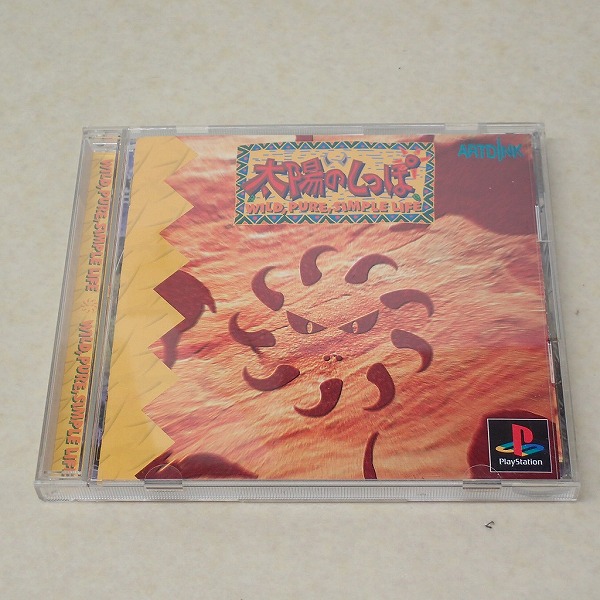 太陽のしっぽ
WILD, PURE, SIMPLE LIFE
ARTDINK
PlayStation
WILD, PURE, SIMPLE LIFE WILD, PURE, SIMPLE LIFE